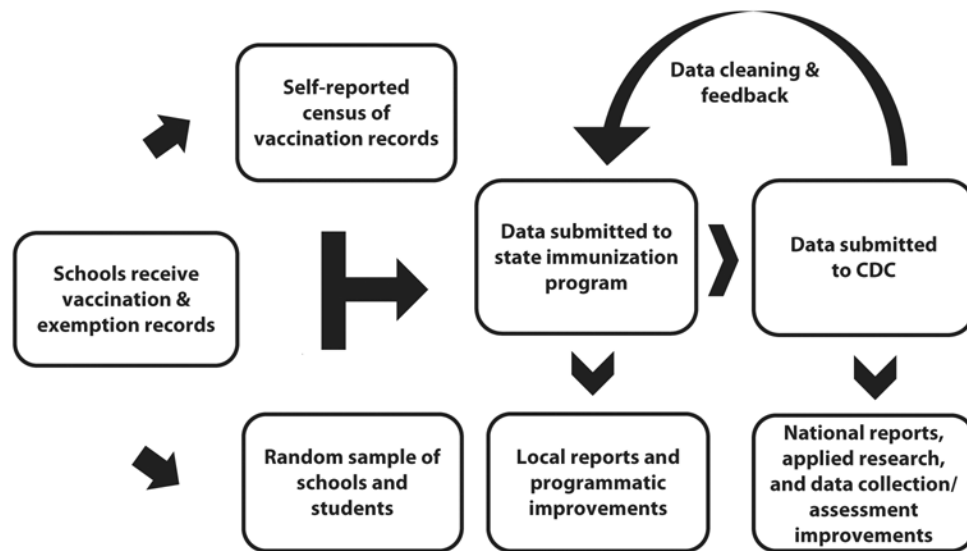 Schools receive
vaccination &
exemption records
Self-reported
census of
vaccination records
Random sample of
schools and
students
Data submitted to
state immunization
program
Data submitted
to CDC
Data cleaning &
feedback
Local reports and
programmatic
improvements
National reports,
applied research,
and data collection/
assessment
improvements